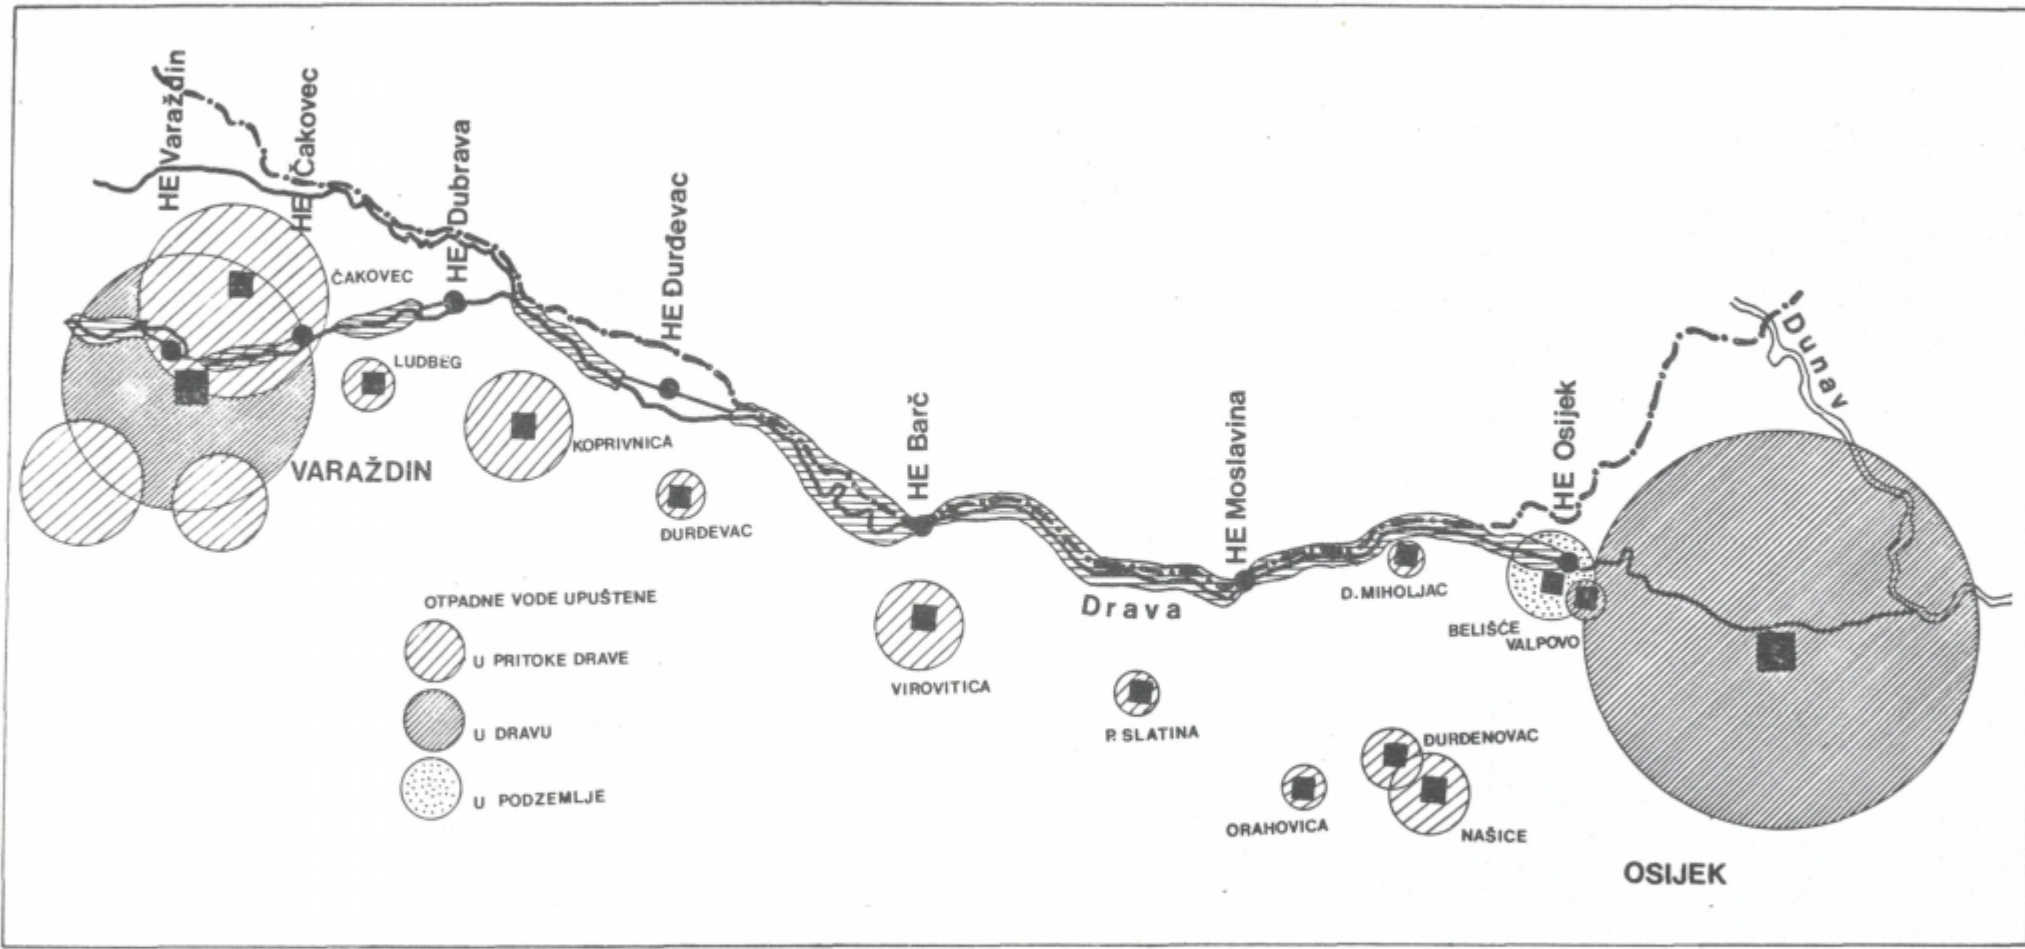 HE Varaždin
HE Čakovec
HE Dubrava
HE Đurđevac
HE Barč
HE Moslavina
HE Osijek
Dunav
ČAKOVEC
LUDBEG
VARAŽDIN
KOPRIVNICA
ĐURĐEVAC
Drava
D. MIHOLJAC
BELIŠĆE
VALPOVO
VIROVITICA
P. SLATINA
ĐURĐENOVAC
ORAHOVICA
NAŠICE
OSIJEK
OTPADNE VODE UPUŠTENE
U PRITOKE DRAVE
U DRAVU
U PODZEMLJE